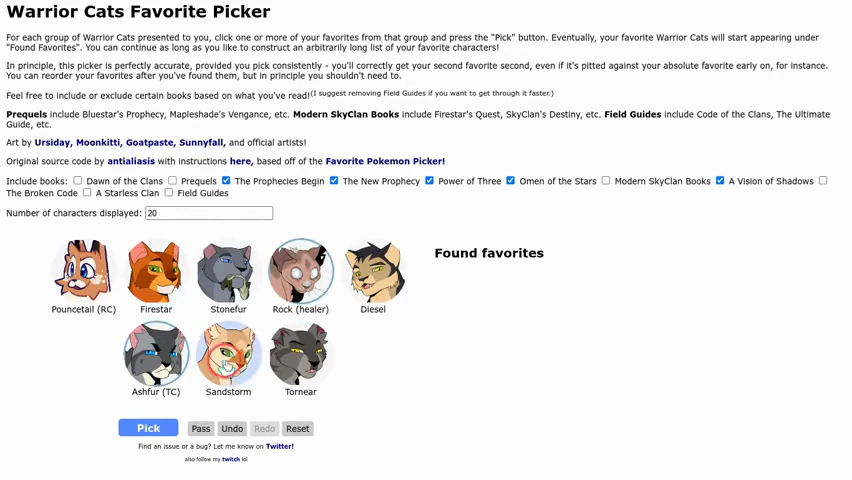 Warrior Cats Favorite Picker
For each group of Warrior Cats presented to you, click one or more of your favorites from that group and press the "Pick" button. Eventually, your favorite Warrior Cats will start appearing under
"Found Favorites". You can continue as long as you like to construct an arbitrarily long list of your favorite characters!
In principle, this picker is perfectly accurate, provided you pick consistently - you'll correctly get your second favorite second, even if it's pitted against your absolute favorite early on, for instance.
You can reorder your favorites after you've found them, but in principle you shouldn't need to.
Feel free to include or exclude certain books based on what you've read!(I suggest removing Field Guides if you want to get through it faster.)
Prequels include Bluestar's Prophecy, Mapleshade's Vengeance, etc. Modern SkyClan Books include Firestar's Quest, SkyClan's Destiny, etc. Field Guides include Code of the Clans, The Ultimate
Guide, etc.
Art by Ursiday, Moonkitti, Goatpaste, Sunnyfall, and official artists!
Original source code by antialiasis with instructions here, based off of the Favorite Pokemon Picker!
Include books: Dawn of the Clans Prequels The Prophecies Begin The New Prophecy Power of Three Omen of the Stars Modern SkyClan Books A Vision of Shadows
The Broken Code A Starless Clan Field Guides
Number of characters displayed: 20
Found favorites
Pouncetail (RC) Firestar Stonefur Rock (healer) Diesel
Ashfur (TC) Sandstorm Tornear
Pick Pass Undo Redo Reset
Find an issue or a bug? Let me know on Twitter!
also follow my twitch lol